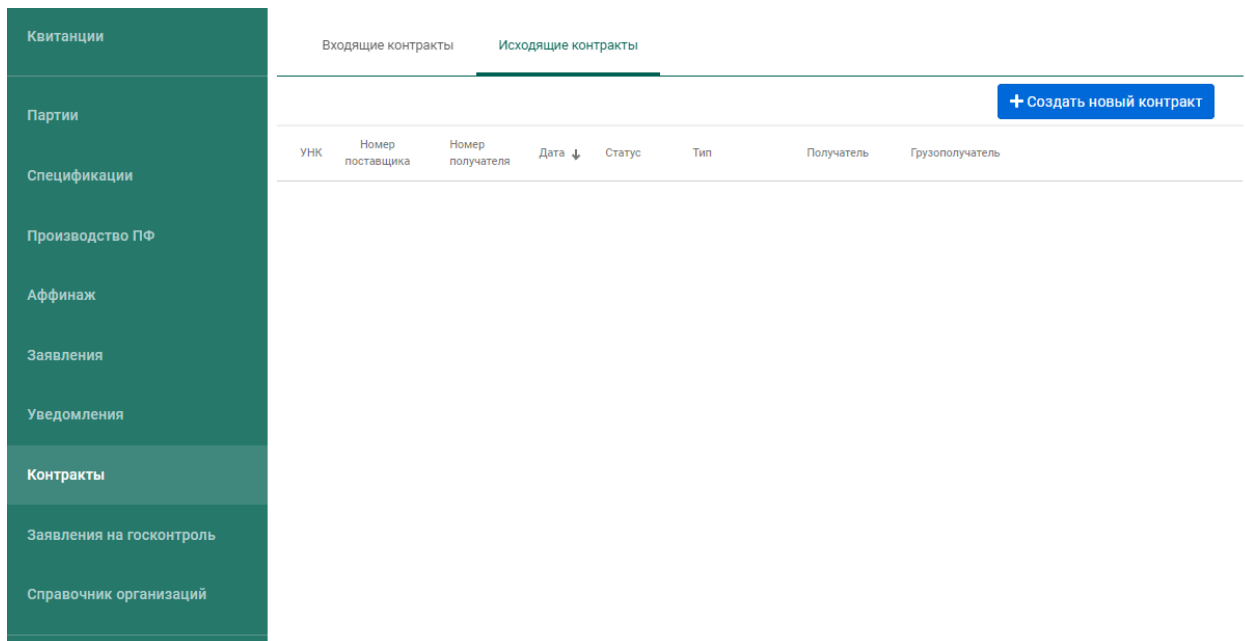 Квитанции
Партии
Спецификации
Производство ПФ
Аффинаж
Заявления
Уведомления
Контракты
Заявления на госконтроль
Справочник организаций
Входящие контракты
Исходящие контракты
Создать новый контракт
УНК
Номер
поставщика
Номер
получателя
Дата
Статус
Тип
Получатель
Грузополучатель